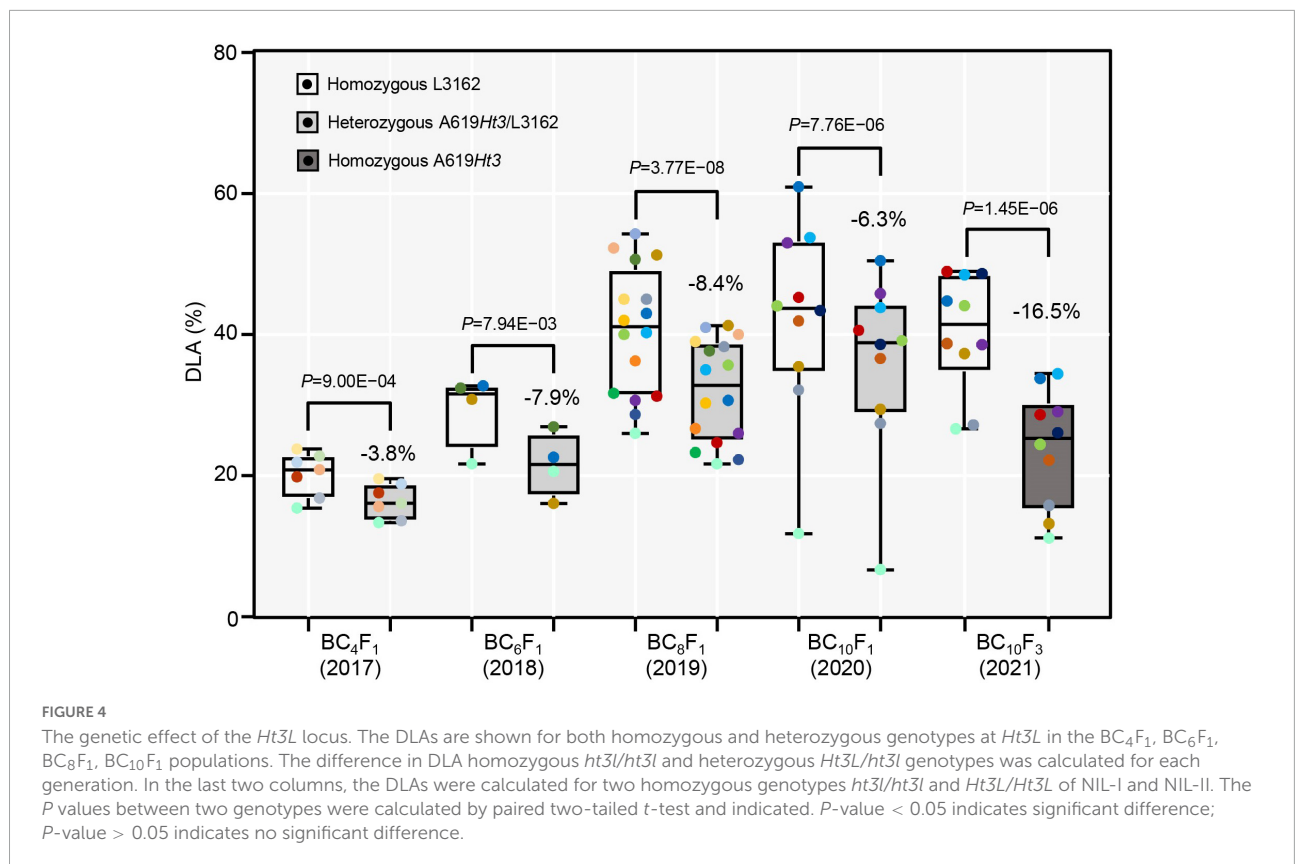 80
60
40
20
0
DLA (%)
Homozygous L3162
Heterozygous A619Ht3/L3162
Homozygous A619Ht3
P=9.00E−04
-3.8%
P=7.94E−03
-7.9%
P=3.77E−08
-8.4%
P=7.76E−06
-6.3%
P=1.45E−06
-16.5%
BC4F1
(2017)
BC6F1
(2018)
BC8F1
(2019)
BC10F1
(2020)
BC10F3
(2021)
FIGURE 4
The genetic effect of the Ht3L locus. The DLAs are shown for both homozygous and heterozygous genotypes at Ht3L in the BC4F1, BC6F1,
BC8F1, BC10F1 populations. The difference in DLA homozygous ht3l/ht3l and heterozygous Ht3L/ht3l genotypes was calculated for each
generation. In the last two columns, the DLAs were calculated for two homozygous genotypes ht3l/ht3l and Ht3L/Ht3L of NIL-I and NIL-II. The
P values between two genotypes were calculated by paired two-tailed t-test and indicated. P-value < 0.05 indicates significant difference;
P-value > 0.05 indicates no significant difference.